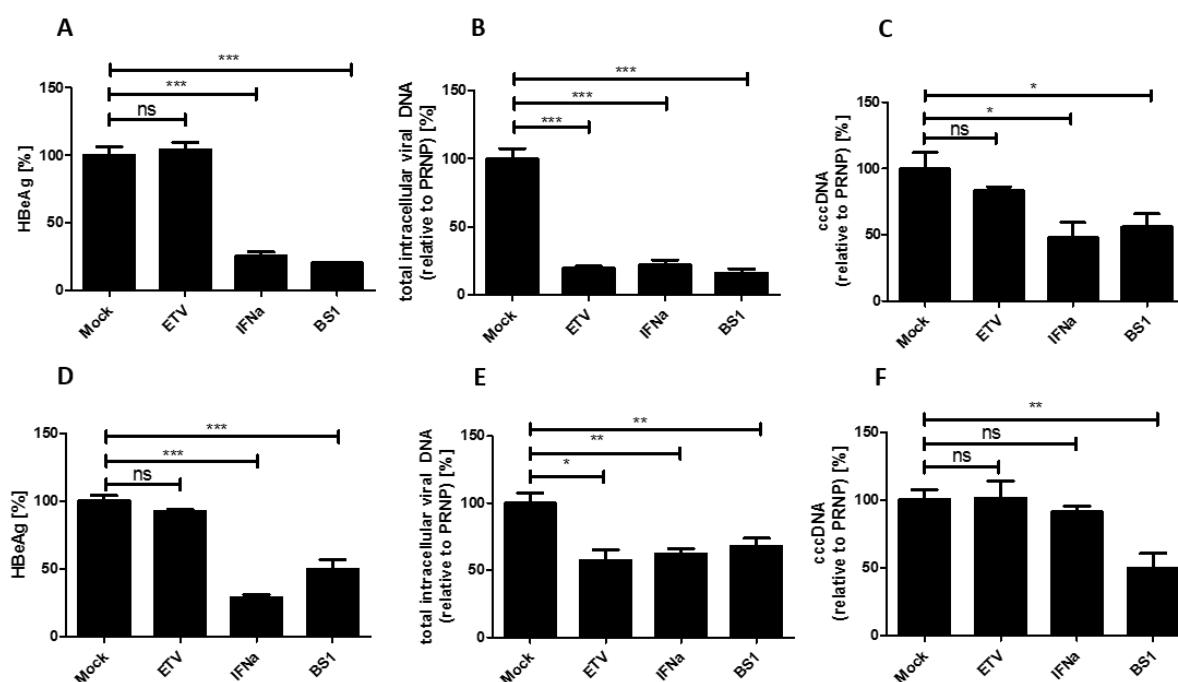 A
HBeAg [%]
150
100
50
0
***
***
ns
Mock
ETV
IFNa
BS1
B
total intracellular viral DNA
(relative to PRNP) [%]
150
100
50
0
***
***
***
Mock
ETV
IFNa
BS1
C
cccDNA
(relative to PRNP) [%]
150
100
50
0
*
*
ns
Mock
ETV
IFNa
BS1
D
HBeAg [%]
150
100
50
0
***
***
ns
Mock
ETV
IFNa
BS1
E
total intracellular viral DNA
(relative to PRNP) [%]
150
100
50
0
**
**
*
Mock
ETV
IFNa
BS1
F
cccDNA
(relative to PRNP) [%]
150
100
50
0
**
ns
ns
Mock
ETV
IFNa
BS1